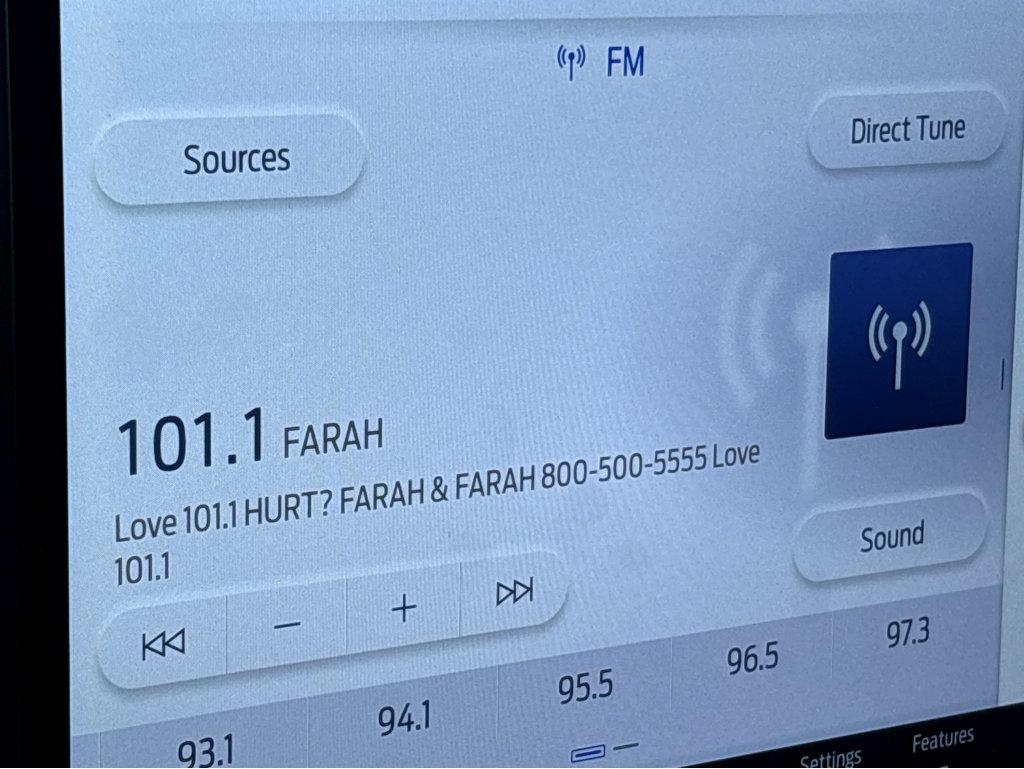 FM
Sources
Direct Tune
101.1 FARAH
Love 101.1 HURT? FARAH & FARAH 800-500-5555 Love
101.1
Sound
93.1
94.1
95.5
96.5
97.3
Settings
Features